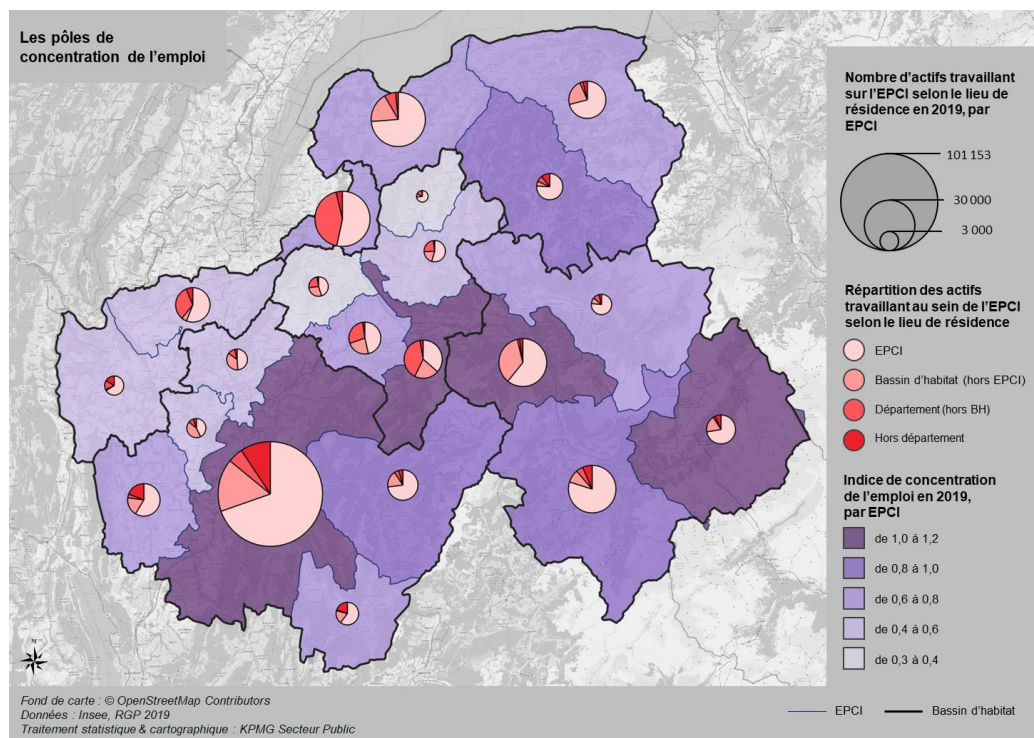 Les pôles de
concentration de l'emploi
Nombre d'actifs travaillant
sur l'EPCI selon le lieu de
résidence en 2019, par
EPCI
101 153
30 000
3 000
Répartition des actifs
travaillant au sein de l'EPCI
selon le lieu de résidence
EPCI
Bassin d'habitat (hors EPCI)
Département (hors BH)
Hors département
Indice de concentration
de l'emploi en 2019,
par EPCI
de 1,0 à 1,2
de 0,8 à 1,0
de 0,6 à 0,8
de 0,4 à 0,6
de 0,3 à 0,4
N
Fond de carte : © OpenStreetMap Contributors
Données : Insee, RGP 2019
Traitement statistique & cartographique : KPMG Secteur Public
EPCI
Bassin d'habitat